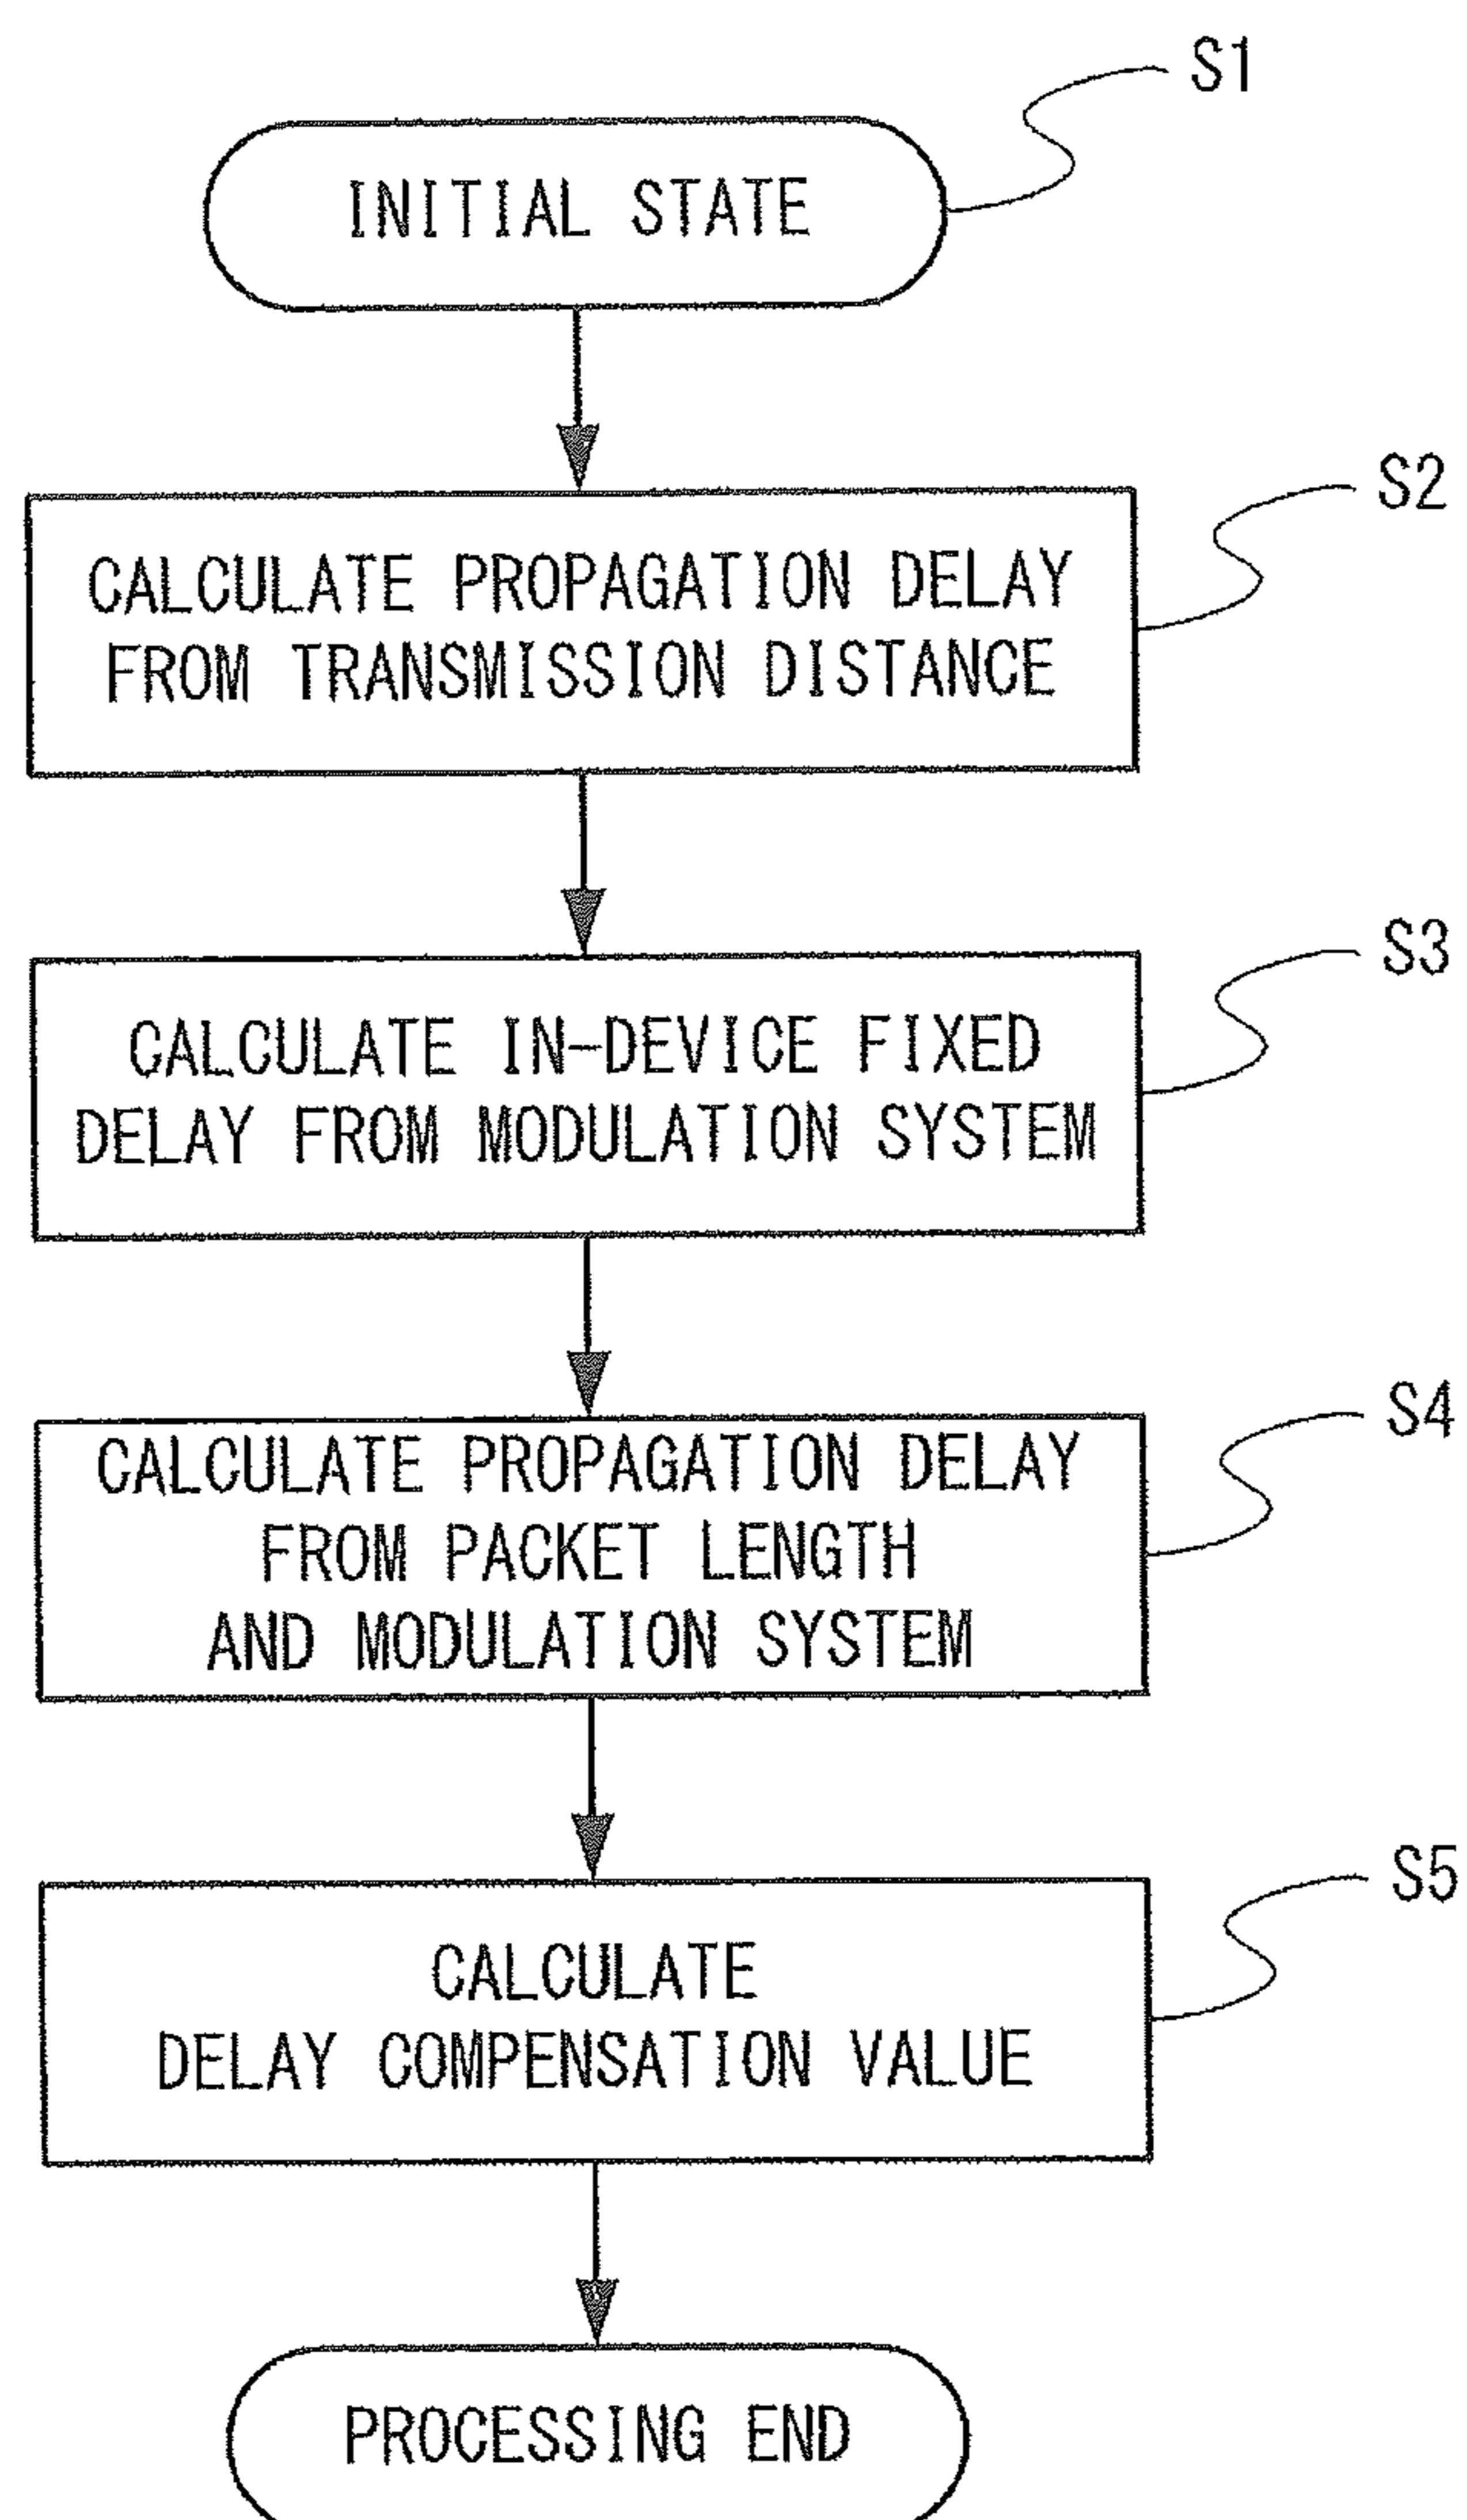 S1
INITIAL STATE
S2
CALCULATE PROPAGATION DELAY
FROM TRANSMISSION DISTANCE
S3
CALCULATE IN-DEVICE FIXED
DELAY FROM MODULATION SYSTEM
S4
CALCULATE PROPAGATION DELAY
FROM PACKET LENGTH
AND MODULATION SYSTEM
S5
CALCULATE
DELAY COMPENSATION VALUE
PROCESSING END